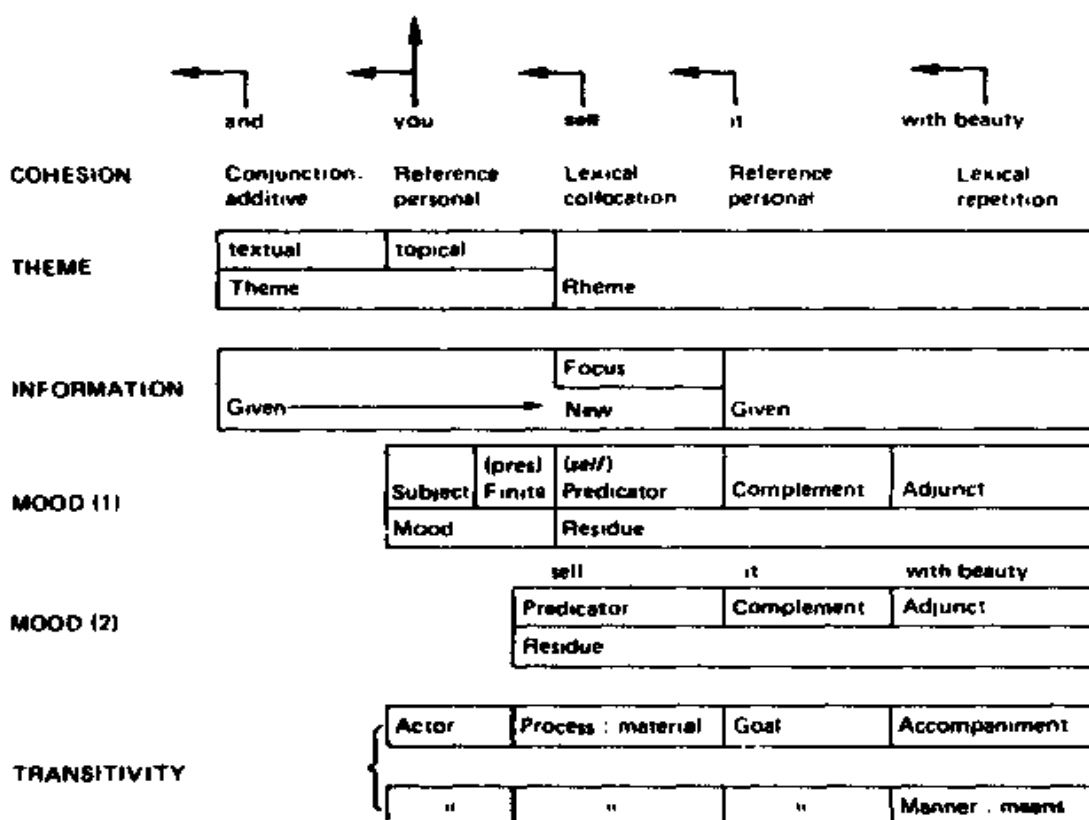 and you sell it with beauty
COHESION Conjunction. Reference Lexical Reference Lexical
additive personal collocation personal repetition
textual topical
THEME
Theme Rheme
Focus
INFORMATION
Given New Given
(pres) (sell)
MOOD (1) Subject Finite Predicator Complement Adjunct
Mood Residue
sell it with beauty
Predicator Complement Adjunct
MOOD (2)
Residue
Actor Process : material Goal Accompaniment
TRANSITIVITY
" " " Manner : means